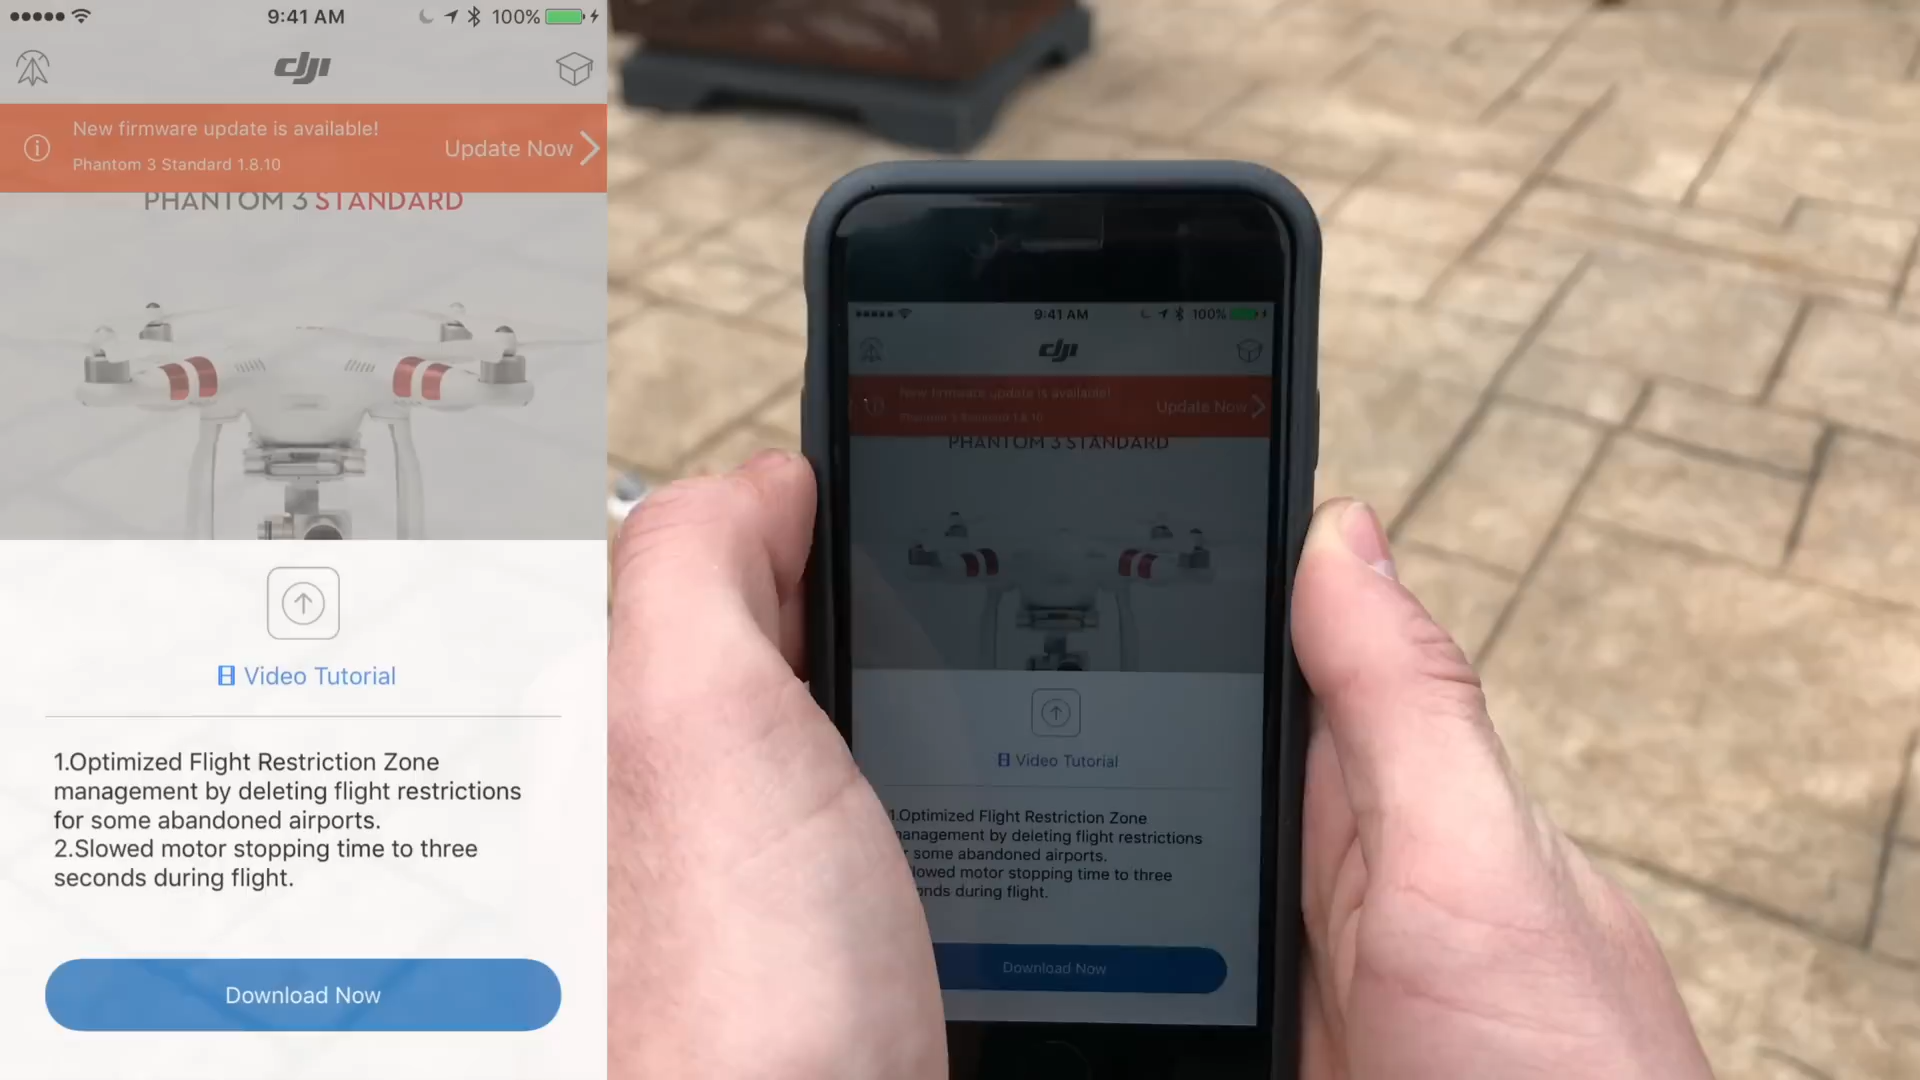 9:41 AM 100%
dji
New firmware update is available!
Phantom 3 Standard 1.8.10
Update Now
PHANTOM 3 STANDARD
Video Tutorial
1.Optimized Flight Restriction Zone
management by deleting flight restrictions
for some abandoned airports.
2.Slowed motor stopping time to three
seconds during flight.
Download Now
9:41 AM 100%
dji
New firmware update is available!
Phantom 3 Standard 1.8.10
Update Now
PHANTOM 3 STANDARD
Video Tutorial
1.Optimized Flight Restriction Zone
management by deleting flight restrictions
some abandoned airports.
lowed motor stopping time to three
onds during flight.
Download Now